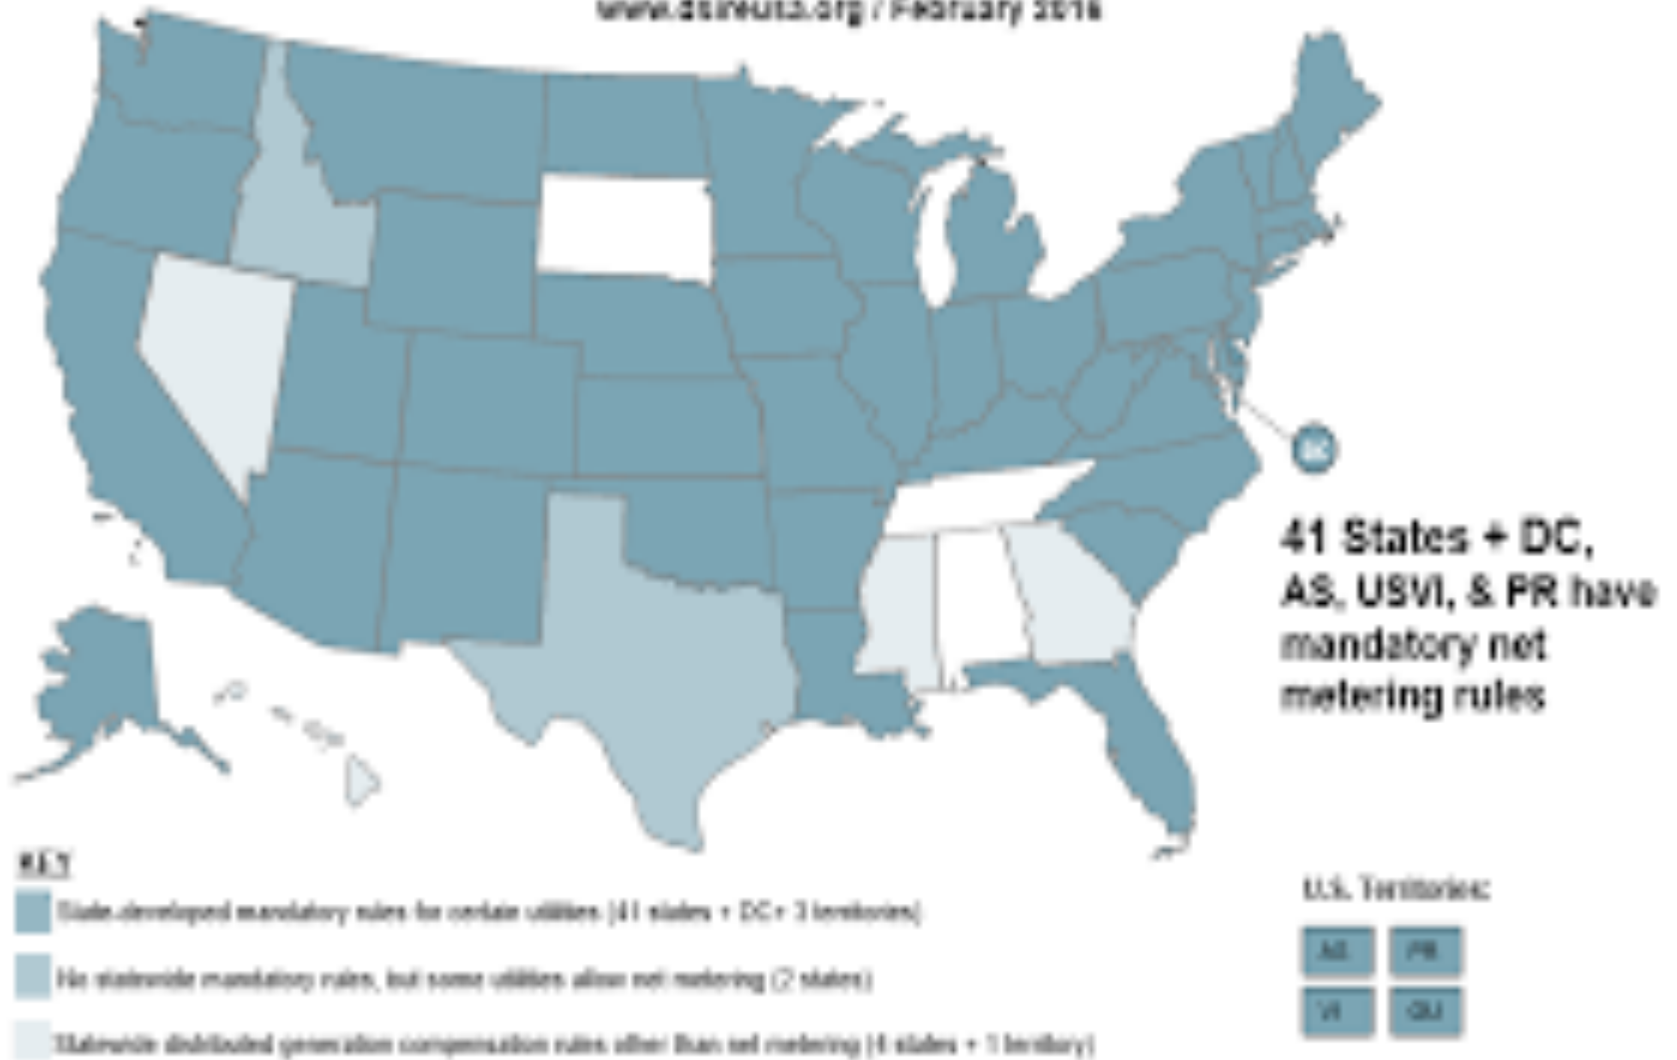 www.dsireusa.org / February 2016
DC
41 States + DC,
AS, USVI, & PR have
mandatory net
metering rules
KEY
State-developed mandatory rules for certain utilities (41 states + DC+ 3 territories)
No statewide mandatory rules, but some utilities allow net metering (2 states)
Statewide distributed generation compensation rules other than net metering (4 states + 1 territory)
U.S. Territories:
AS PR
VI GU